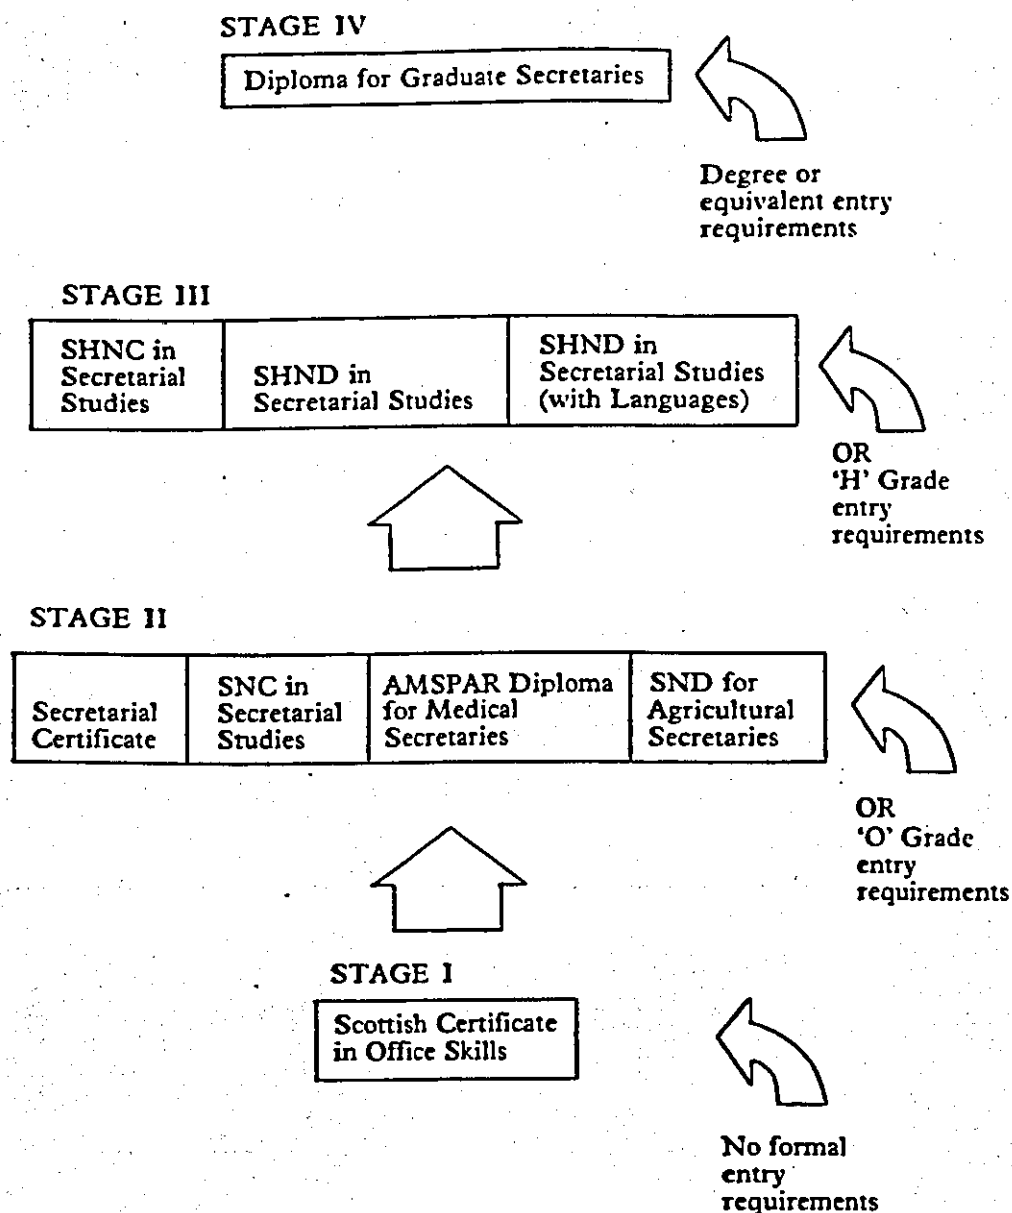 STAGE IV
Diploma for Graduate Secretaries
Degree or
equivalent entry
requirements
STAGE III
SHNC in
Secretarial
Studies
SHND in
Secretarial Studies
SHND in
Secretarial Studies
(with Languages)
OR
‘H’ Grade
entry
requirements
STAGE II
Secretarial
Certificate
SNC in
Secretarial
Studies
AMSPAR Diploma
for Medical
Secretaries
SND for
Agricultural
Secretaries
OR
‘O’ Grade
entry
requirements
STAGE I
Scottish Certificate
in Office Skills
No formal
entry
requirements